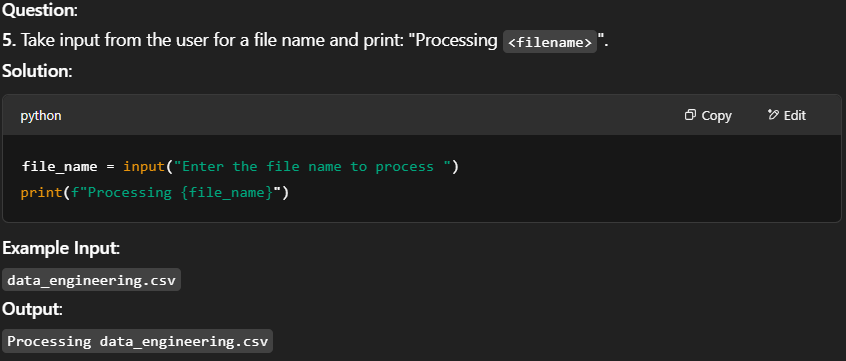 Question:
5. Take input from the user for a file name and print: "Processing <filename>".
Solution:
python Copy Edit
file_name = input("Enter the file name to process ")
print(f"Processing {file_name}")
Example Input:
data_engineering.csv
Output:
Processing data_engineering.csv